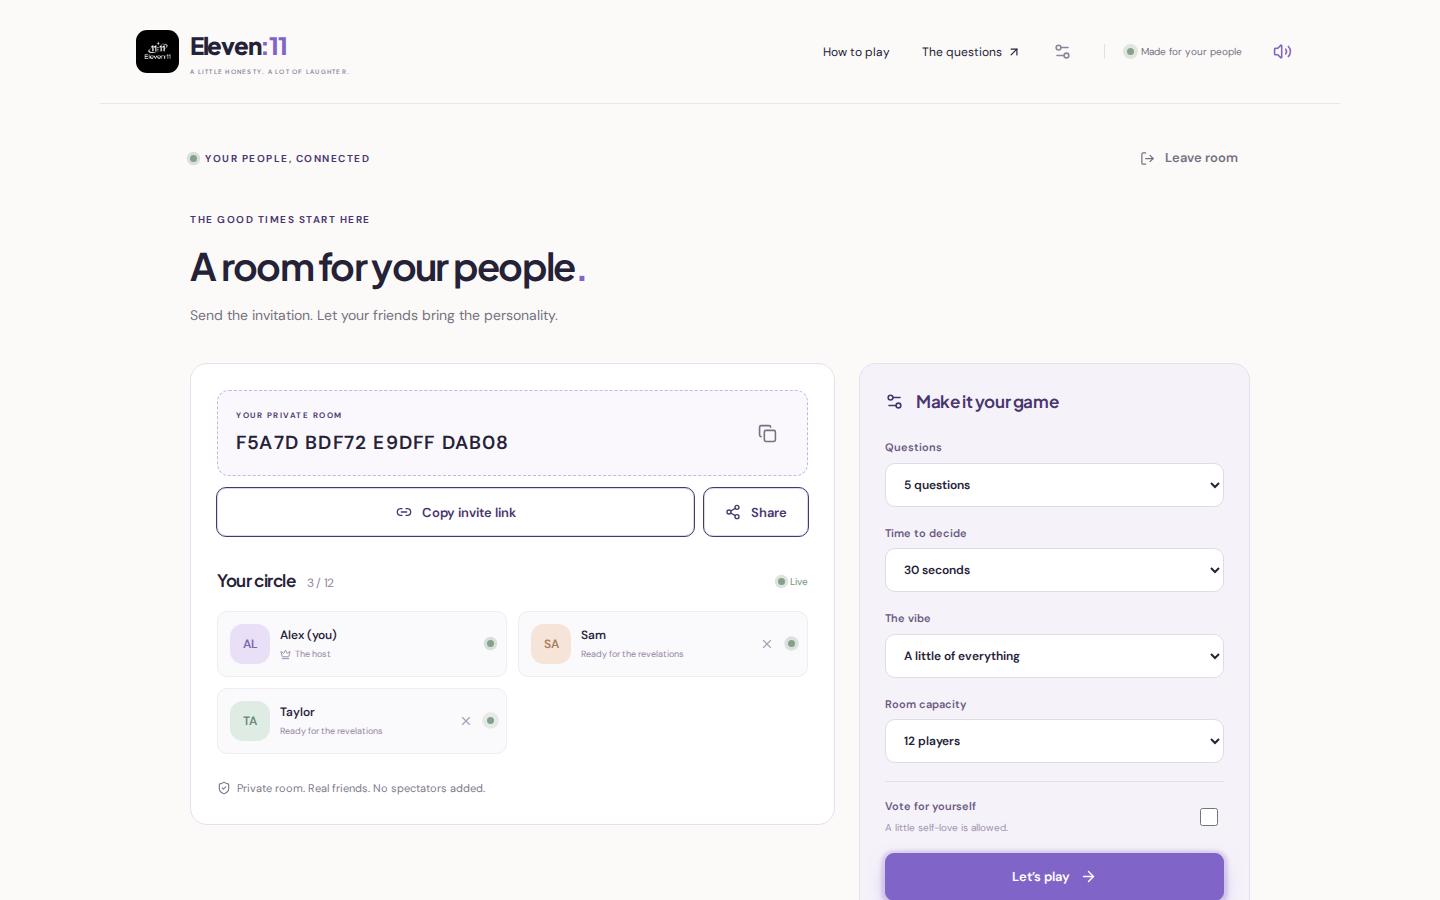 11:11
Eleven:11
Eleven:11
A LITTLE HONESTY. A LOT OF LAUGHTER.
How to play
The questions
Made for your people
YOUR PEOPLE, CONNECTED
Leave room
THE GOOD TIMES START HERE
A room for your people.
Send the invitation. Let your friends bring the personality.
YOUR PRIVATE ROOM
F5A7D BDF72 E9DFF DAB08
Copy invite link
Share
Your circle 3 / 12
Live
AL
Alex (you)
The host
SA
Sam
Ready for the revelations
TA
Taylor
Ready for the revelations
Private room. Real friends. No spectators added.
Make it your game
Questions
5 questions
Time to decide
30 seconds
The vibe
A little of everything
Room capacity
12 players
Vote for yourself
A little self-love is allowed.
Let's play